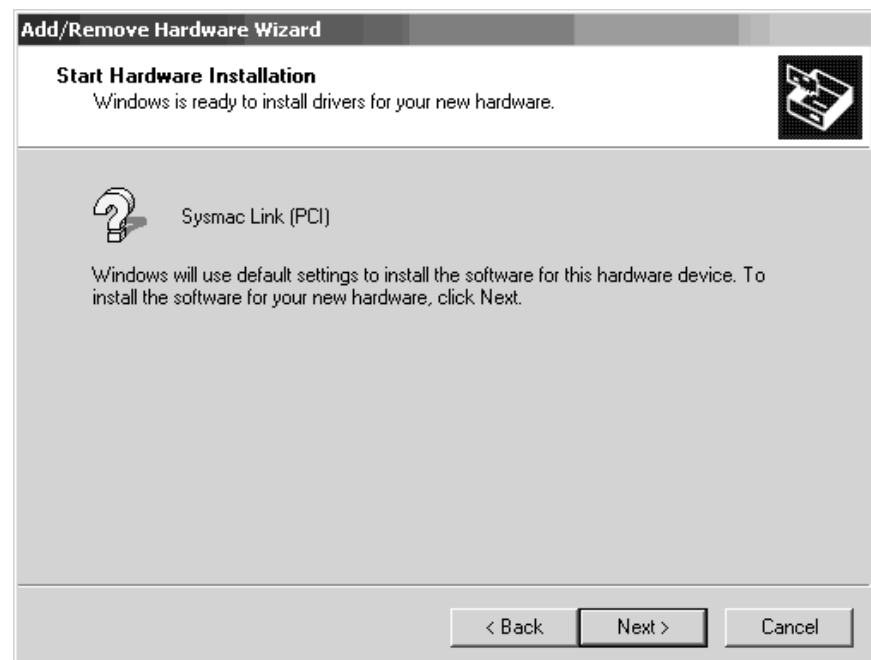 Add/Remove Hardware Wizard
Start Hardware Installation
Windows is ready to install drivers for your new hardware.
Sysmac Link (PCI)
Windows will use default settings to install the software for this hardware device. To
install the software for your new hardware, click Next.
< Back Next > Cancel